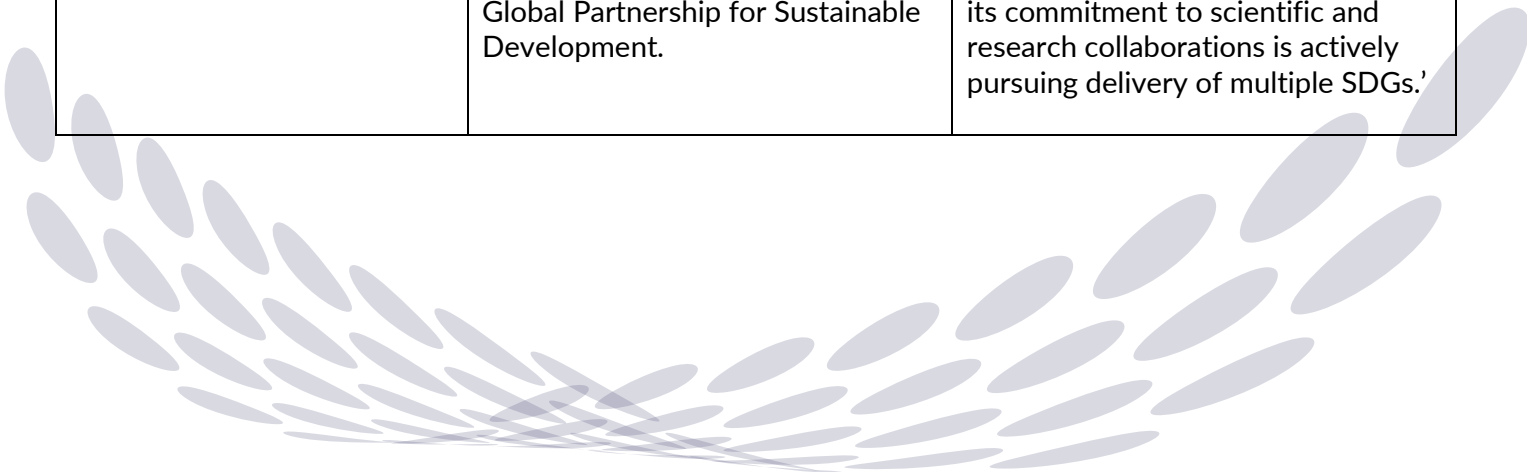 Global Partnership for Sustainable
Development.
its commitment to scientific and
research collaborations is actively
pursuing delivery of multiple SDGs.’